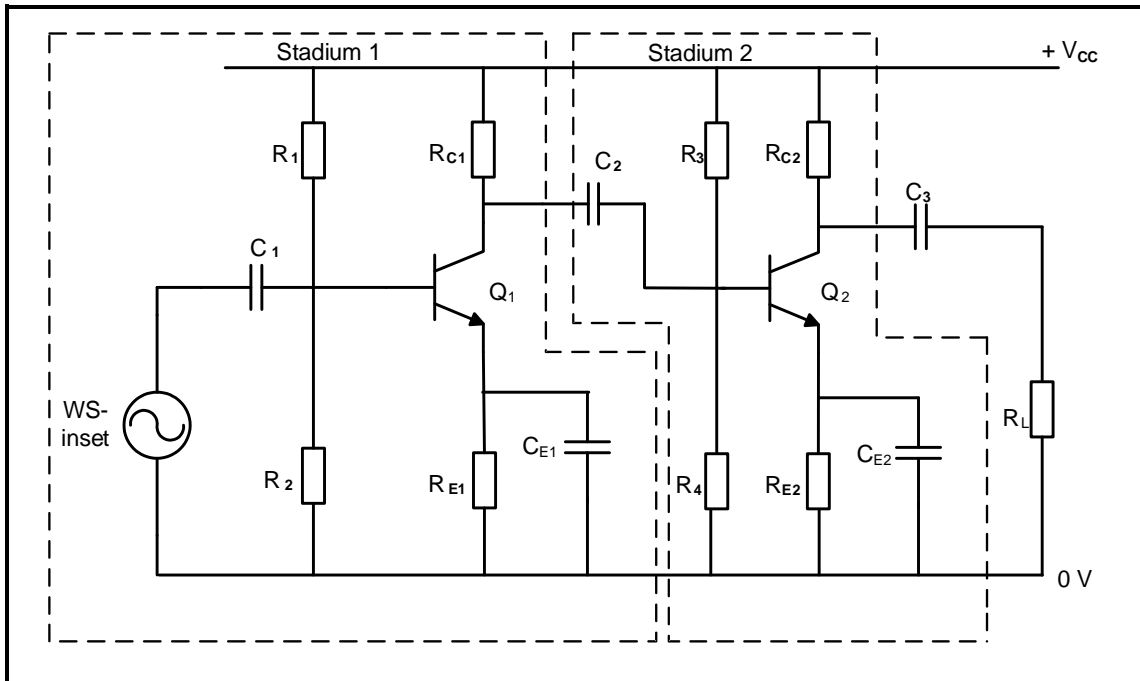 Stadium 1
Stadium 2
+ Vcc
R1
RC1
C2
R3
RC2
C3
C1
Q1
Q2
WS-
inset
RL
CE1
CE2
R2
RE1
R4
RE2
0 V